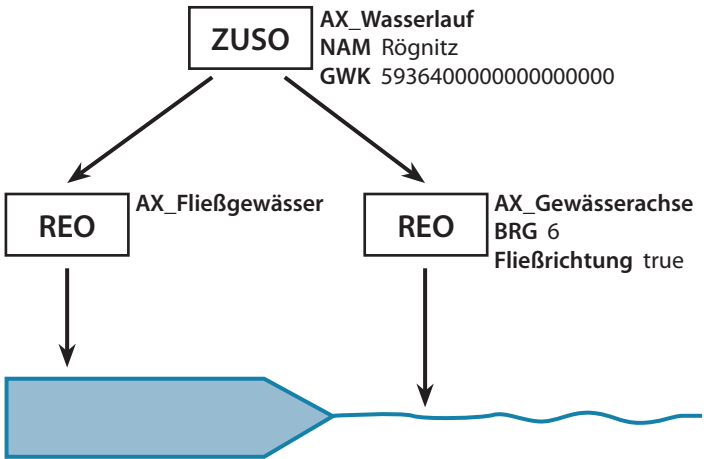 ZUSO
AX_Wasserlauf
NAM Rögnitz
GWK 5936400000000000000
REO
AX_Fließgewässer
REO
AX_Gewässerachse
BRG 6
Fließrichtung true